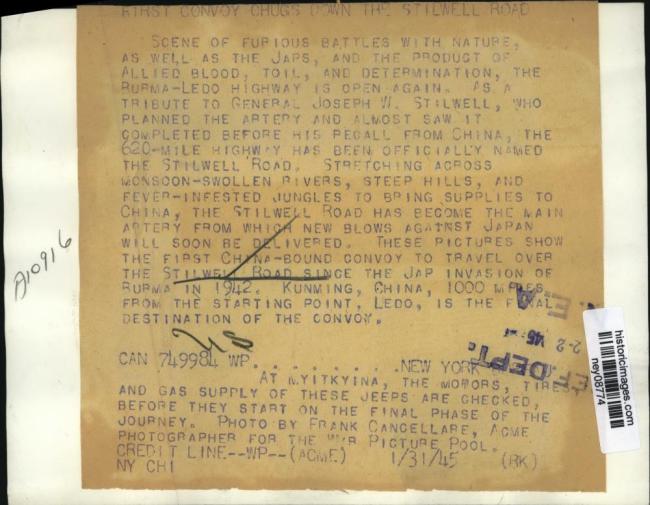 FIRST CONVOY CHUGS DOWN THE STILWELL ROAD
SCENE OF FURIOUS BATTLES WITH NATURE,
AS WELL AS THE JAPS, AND THE PRODUCT OF
ALLIED BLOOD, TOIL, AND DETERMINATION, THE
BURMA-LEDO HIGHWAY IS OPEN AGAIN. AS A
TRIBUTE TO GENERAL JOSEPH W. STILWELL, WHO
PLANNED THE ARTERY AND ALMOST SAW IT
COMPLETED BEFORE HIS RECALL FROM CHINA, THE
620-MILE HIGHWAY HAS BEEN OFFICIALLY NAMED
THE STILWELL ROAD. STRETCHING ACROSS
MONSOON-SWOLLEN RIVERS, STEEP HILLS, AND
FEVER-INFESTED JUNGLES TO BRING SUPPLIES TO
CHINA, THE STILWELL ROAD HAS BECOME THE MAIN
ARTERY FROM WHICH NEW BLOWS AGAINST JAPAN
WILL SOON BE DELIVERED. THESE PICTURES SHOW
THE FIRST CHINA-BOUND CONVOY TO TRAVEL OVER
THE STILWELL ROAD SINCE THE JAP INVASION OF
BURMA IN 1942. KUNMING, CHINA, 1000 MILES
FROM THE STARTING POINT, LEDO, IS THE FINAL
DESTINATION OF THE CONVOY.
CAN 749984 WP. . . . . . . .NEW YORK
AT MYITKYINA, THE MOTORS, TIRES
AND GAS SUPPLY OF THESE JEEPS ARE CHECKED,
BEFORE THEY START ON THE FINAL PHASE OF THE
JOURNEY. PHOTO BY FRANK CANCELLARE, ACME
PHOTOGRAPHER FOR THE WAR PICTURE POOL.
CREDIT LINE--WP--(ACME) 1/31/45 (RK)
NY CHI
A10916
N.E.A
2-2 45
DEPT.
historicimages.com
ney08774